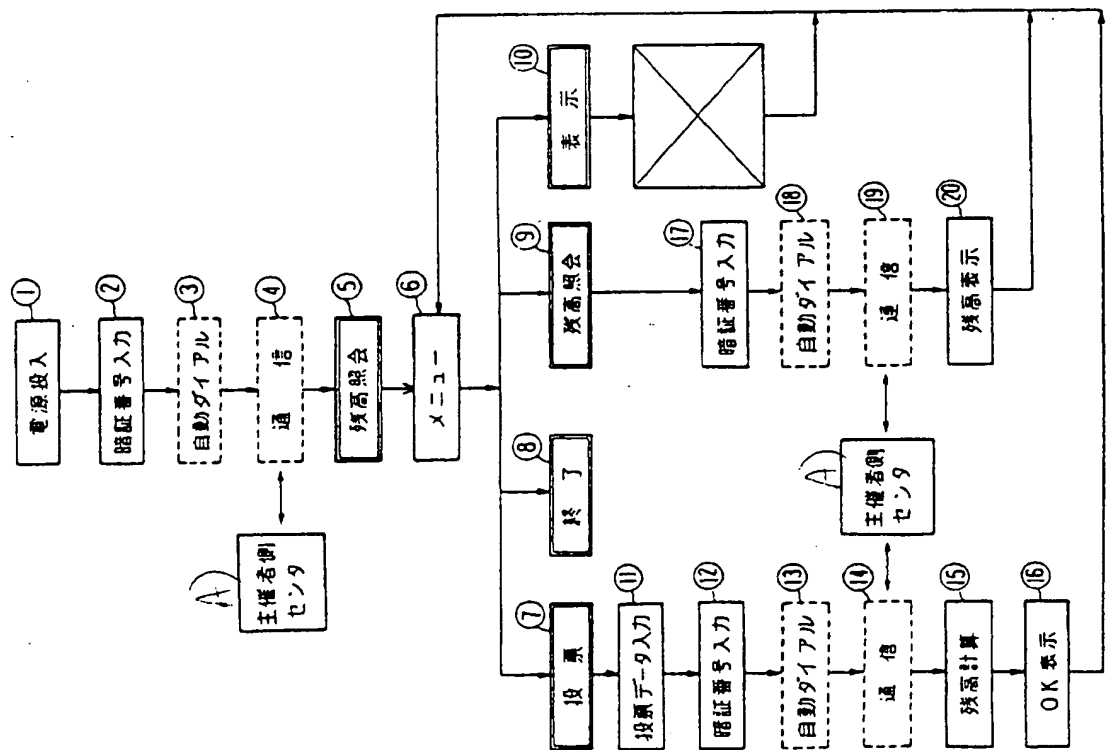 ① 電源投入
② 暗証番号入力
③ 自動ダイアル
④ 通信
A
主催者側
センタ
⑤ 残高照会
⑥ メニュー
⑦ 投票
⑧ 終了
⑨ 残高照会
⑩ 表示
⑪ 投票データ入力
⑫ 暗証番号入力
⑬ 自動ダイアル
⑭ 通信
A
主催者側
センタ
⑮ 残高計算
⑯ OK表示
⑰ 暗証番号入力
⑱ 自動ダイアル
⑲ 通信
⑳ 残高表示